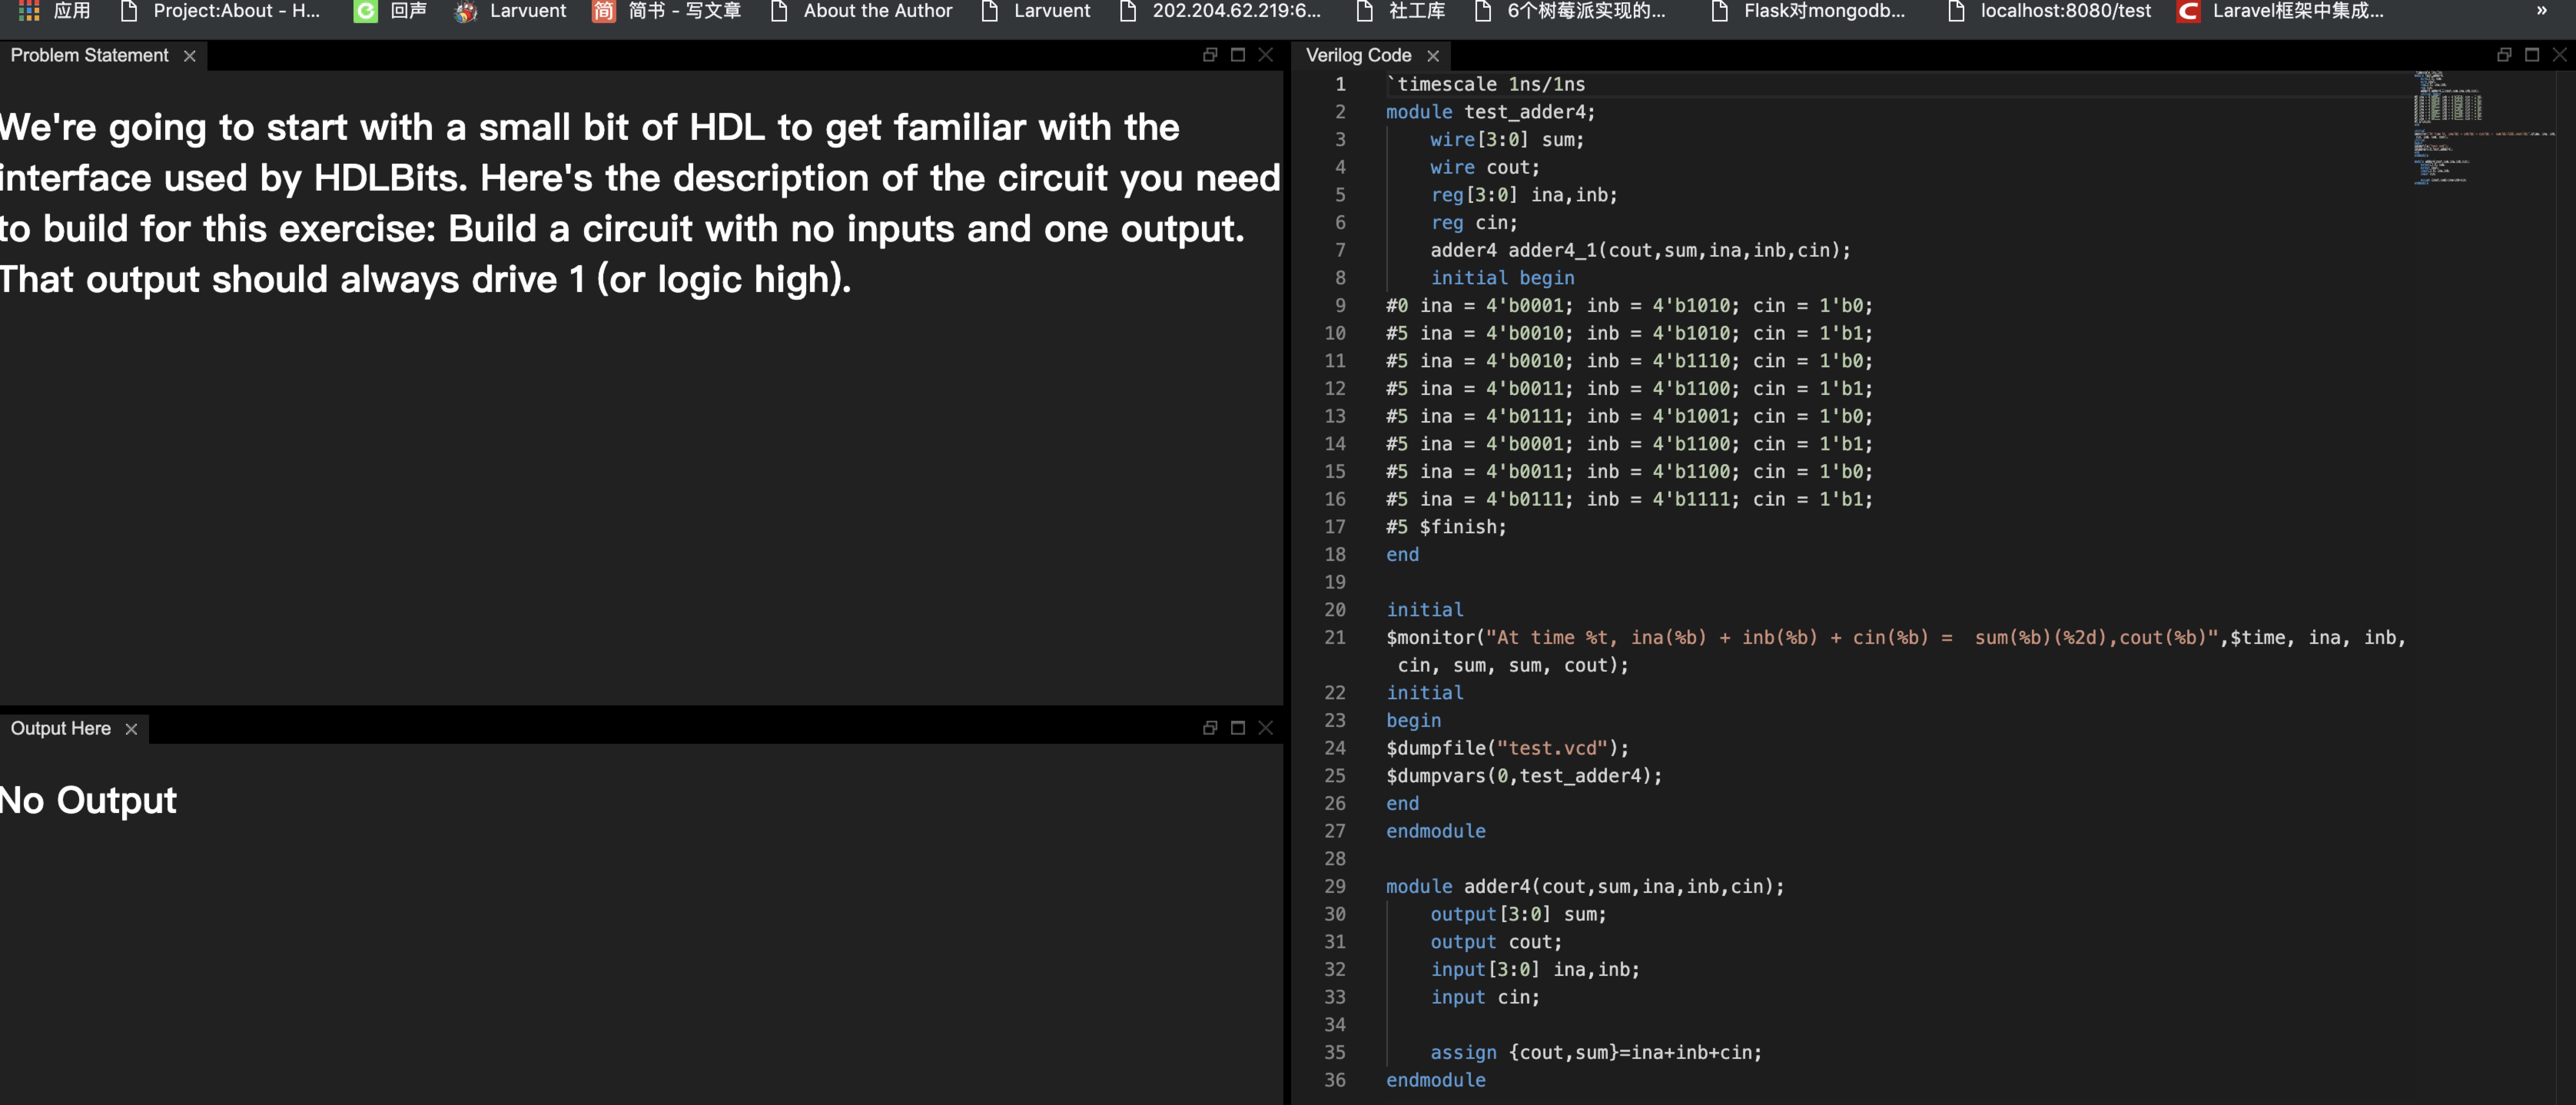 应用 Project:About - H... 回声 Larvuent 简 简书 - 写文章 About the Author Larvuent 202.204.62.219:6... 社工库 6个树莓派实现的... Flask对mongodb... localhost:8080/test C Laravel框架中集成... »
Problem Statement ×
We're going to start with a small bit of HDL to get familiar with the
interface used by HDLBits. Here's the description of the circuit you need
to build for this exercise: Build a circuit with no inputs and one output.
That output should always drive 1 (or logic high).
Output Here ×
No Output
Verilog Code ×
1 `timescale 1ns/1ns
2 module test_adder4;
3 wire[3:0] sum;
4 wire cout;
5 reg[3:0] ina,inb;
6 reg cin;
7 adder4 adder4_1(cout,sum,ina,inb,cin);
8 initial begin
9 #0 ina = 4'b0001; inb = 4'b1010; cin = 1'b0;
10 #5 ina = 4'b0010; inb = 4'b1010; cin = 1'b1;
11 #5 ina = 4'b0010; inb = 4'b1110; cin = 1'b0;
12 #5 ina = 4'b0011; inb = 4'b1100; cin = 1'b1;
13 #5 ina = 4'b0111; inb = 4'b1001; cin = 1'b0;
14 #5 ina = 4'b0001; inb = 4'b1100; cin = 1'b1;
15 #5 ina = 4'b0011; inb = 4'b1100; cin = 1'b0;
16 #5 ina = 4'b0111; inb = 4'b1111; cin = 1'b1;
17 #5 $finish;
18 end
19
20 initial
21 $monitor("At time %t, ina(%b) + inb(%b) + cin(%b) =  sum(%b)(%2d),cout(%b)",$time, ina, inb,
cin, sum, sum, cout);
22 initial
23 begin
24 $dumpfile("test.vcd");
25 $dumpvars(0,test_adder4);
26 end
27 endmodule
28
29 module adder4(cout,sum,ina,inb,cin);
30 output[3:0] sum;
31 output cout;
32 input[3:0] ina,inb;
33 input cin;
34
35 assign {cout,sum}=ina+inb+cin;
36 endmodule